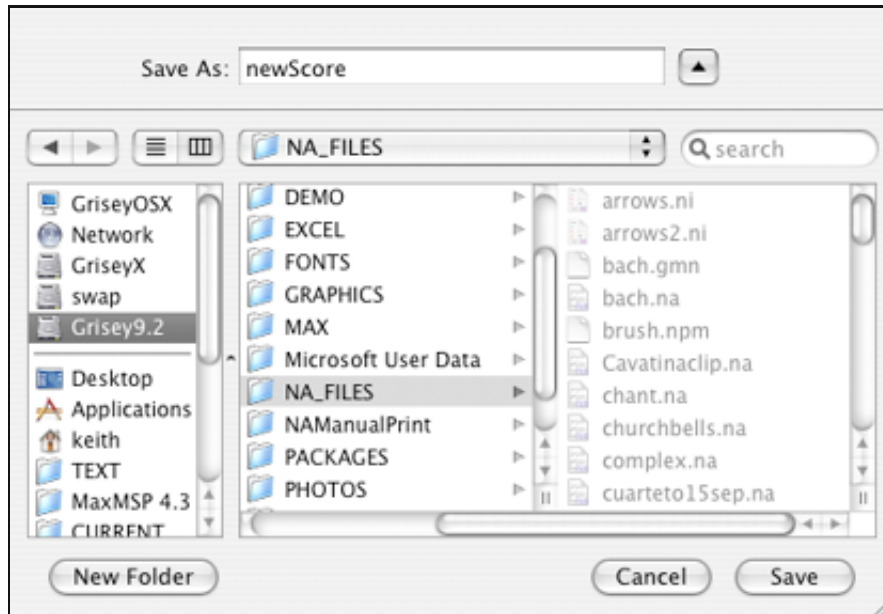 Save As: newScore
NA_FILES
search
GriseyOSX
Network
GriseyX
swap
Grisey9.2
Desktop
Applications
keith
TEXT
MaxMSP 4.3
CURRENT
DEMO
EXCEL
FONTS
GRAPHICS
MAX
Microsoft User Data
NA_FILES
NAManualPrint
PACKAGES
PHOTOS
arrows.ni
arrows2.ni
bach.gmn
bach.na
brush.npm
Cavatinaclip.na
chant.na
churchbells.na
complex.na
cuarteto15sep.na
New Folder
Cancel
Save